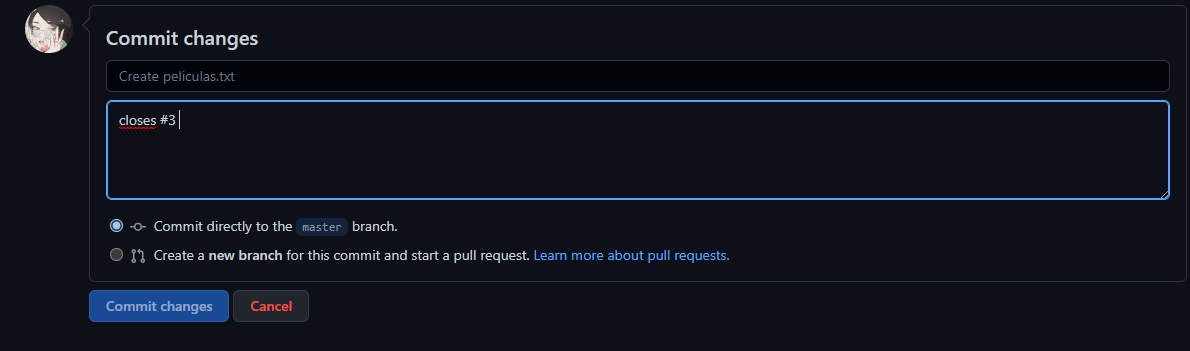 Commit changes
Create peliculas.txt
closes #3
Commit directly to the master branch.
Create a new branch for this commit and start a pull request. Learn more about pull requests.
Commit changes Cancel